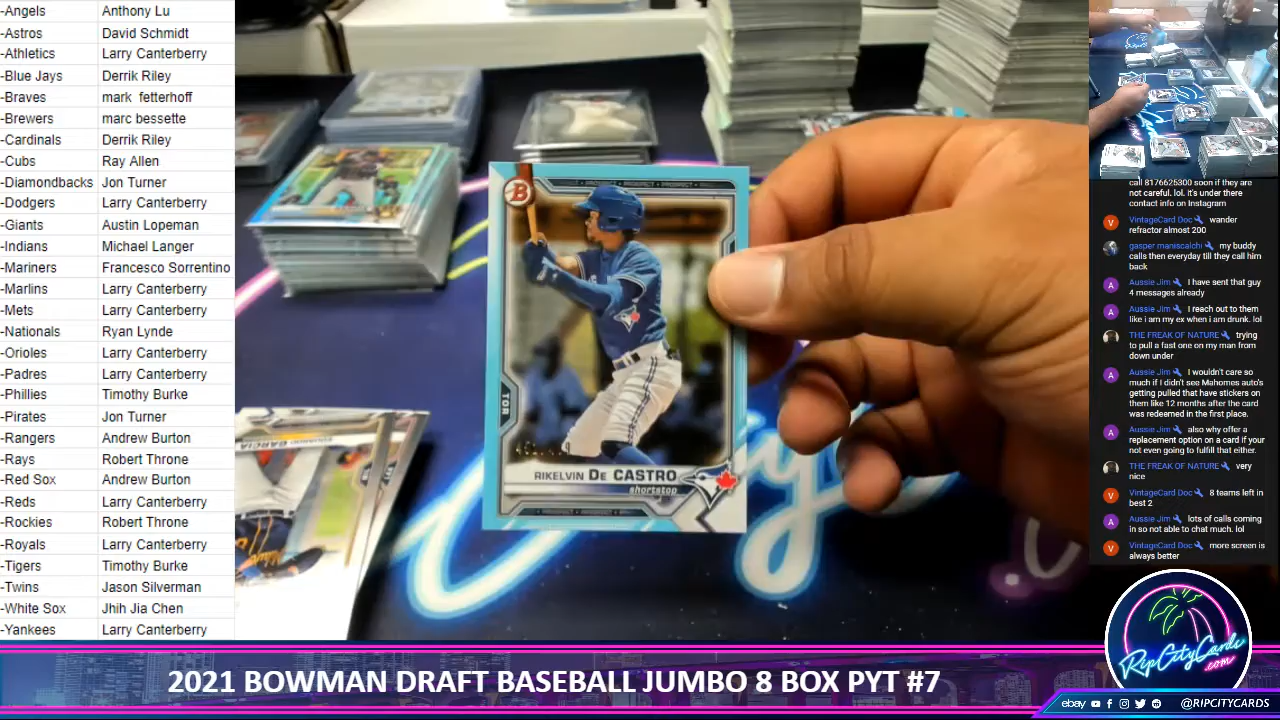 -Angels Anthony Lu
-Astros David Schmidt
-Athletics Larry Canterberry
-Blue Jays Derrik Riley
-Braves mark fetterhoff
-Brewers marc bessette
-Cardinals Derrik Riley
-Cubs Ray Allen
-Diamondbacks Jon Turner
-Dodgers Larry Canterberry
-Giants Austin Lopeman
-Indians Michael Langer
-Mariners Francesco Sorrentino
-Marlins Larry Canterberry
-Mets Larry Canterberry
-Nationals Ryan Lynde
-Orioles Larry Canterberry
-Padres Larry Canterberry
-Phillies Timothy Burke
-Pirates Jon Turner
-Rangers Andrew Burton
-Rays Robert Throne
-Red Sox Andrew Burton
-Reds Larry Canterberry
-Rockies Robert Throne
-Royals Larry Canterberry
-Tigers Timothy Burke
-Twins Jason Silverman
-White Sox Jhih Jia Chen
-Yankees Larry Canterberry
B
PROSPECT PROSPECT PROSPECT
TOR
RIKELVIN DE CASTRO
shortstop
EDUARDO GARCIA
call 8176625300 soon if they are
not careful. lol. it's under there
contact info on Instagram
VintageCard Doc wander
refractor almost 200
gasper maniscalchi my buddy
calls then everyday till they call him
back
Aussie Jim I have sent that guy
4 messages already
Aussie Jim I reach out to them
like i am my ex when i am drunk. lol
THE FREAK OF NATURE trying
to pull a fast one on my man from
down under
Aussie Jim I wouldn't care so
much if I didn't see Mahomes auto's
getting pulled that have stickers on
them like 12 months after the card
was redeemed in the first place.
Aussie Jim also why offer a
replacement option on a card if your
not even going to fulfill that either.
THE FREAK OF NATURE very
nice
VintageCard Doc 8 teams left in
best 2
Aussie Jim lots of calls coming
in so not able to chat much. lol
VintageCard Doc more screen is
always better
RipCityCards
.com
2021 BOWMAN DRAFT BASEBALL JUMBO 8 BOX PYT #7
ebay @RIPCITYCARDS